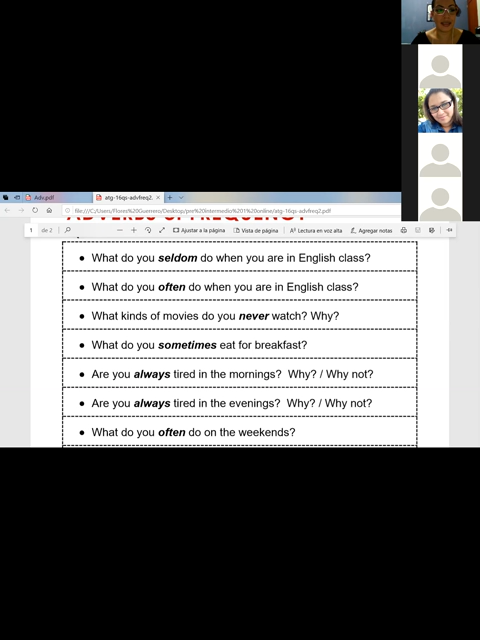 Adv.pdf
atg-16qs-advfreq2.pdf
file:///C:/Users/Flores%20Guerrero/Desktop/pre%20intermedio%201%20online/atg-16qs-advfreq2.pdf
1 de 2 Ajustar a la página Vista de página Lectura en voz alta Agregar notas
ADVERBS OF FREQUENCY
• What do you seldom do when you are in English class?
• What do you often do when you are in English class?
• What kinds of movies do you never watch? Why?
• What do you sometimes eat for breakfast?
• Are you always tired in the mornings? Why? / Why not?
• Are you always tired in the evenings? Why? / Why not?
• What do you often do on the weekends?